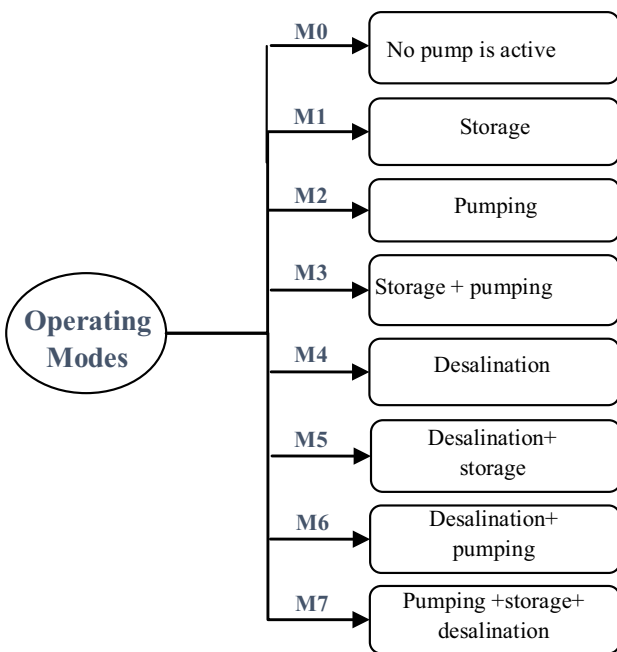 M0
No pump is active
M1
Storage
M2
Pumping
M3
Storage + pumping
Operating
Modes
M4
Desalination
M5
Desalination+
storage
M6
Desalination+
pumping
M7
Pumping +storage+
desalination